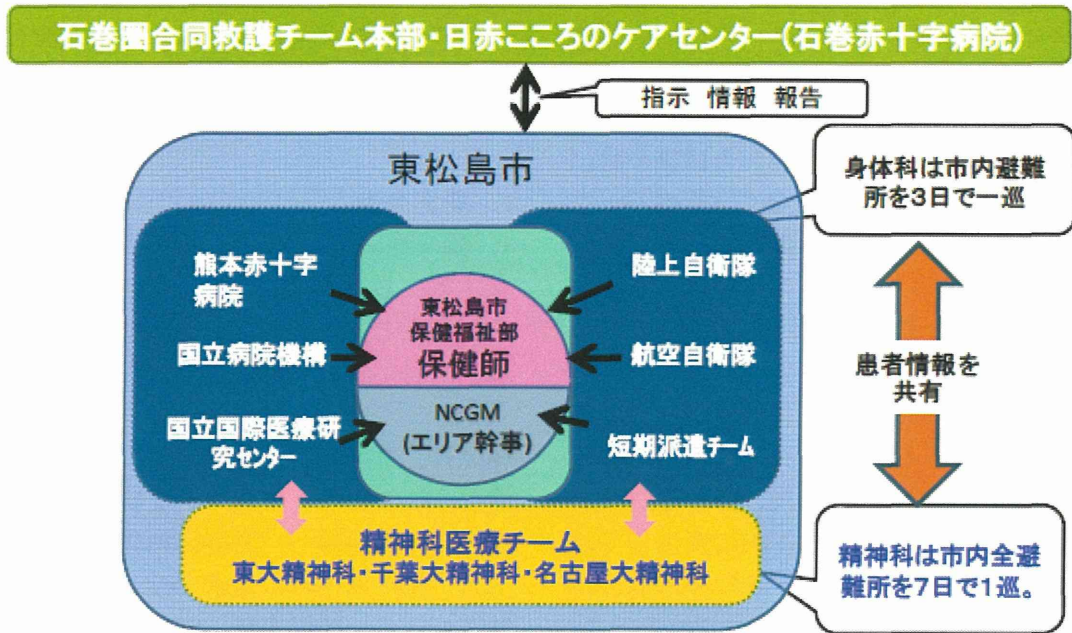 石巻圏合同救護チーム本部・日赤こころのケアセンター(石巻赤十字病院)
指示 情報 報告
東松島市
身体科は市内避難
所を3日で一巡
熊本赤十字
病院
国立病院機構
国立国際医療研
究センター
東松島市
保健福祉部
保健師
NCGM
(エリア幹事)
陸上自衛隊
航空自衛隊
短期派遣チーム
患者情報を
共有
精神科医療チーム
東大精神科・千葉大精神科・名古屋大精神科
精神科は市内全避
難所を7日で1巡。